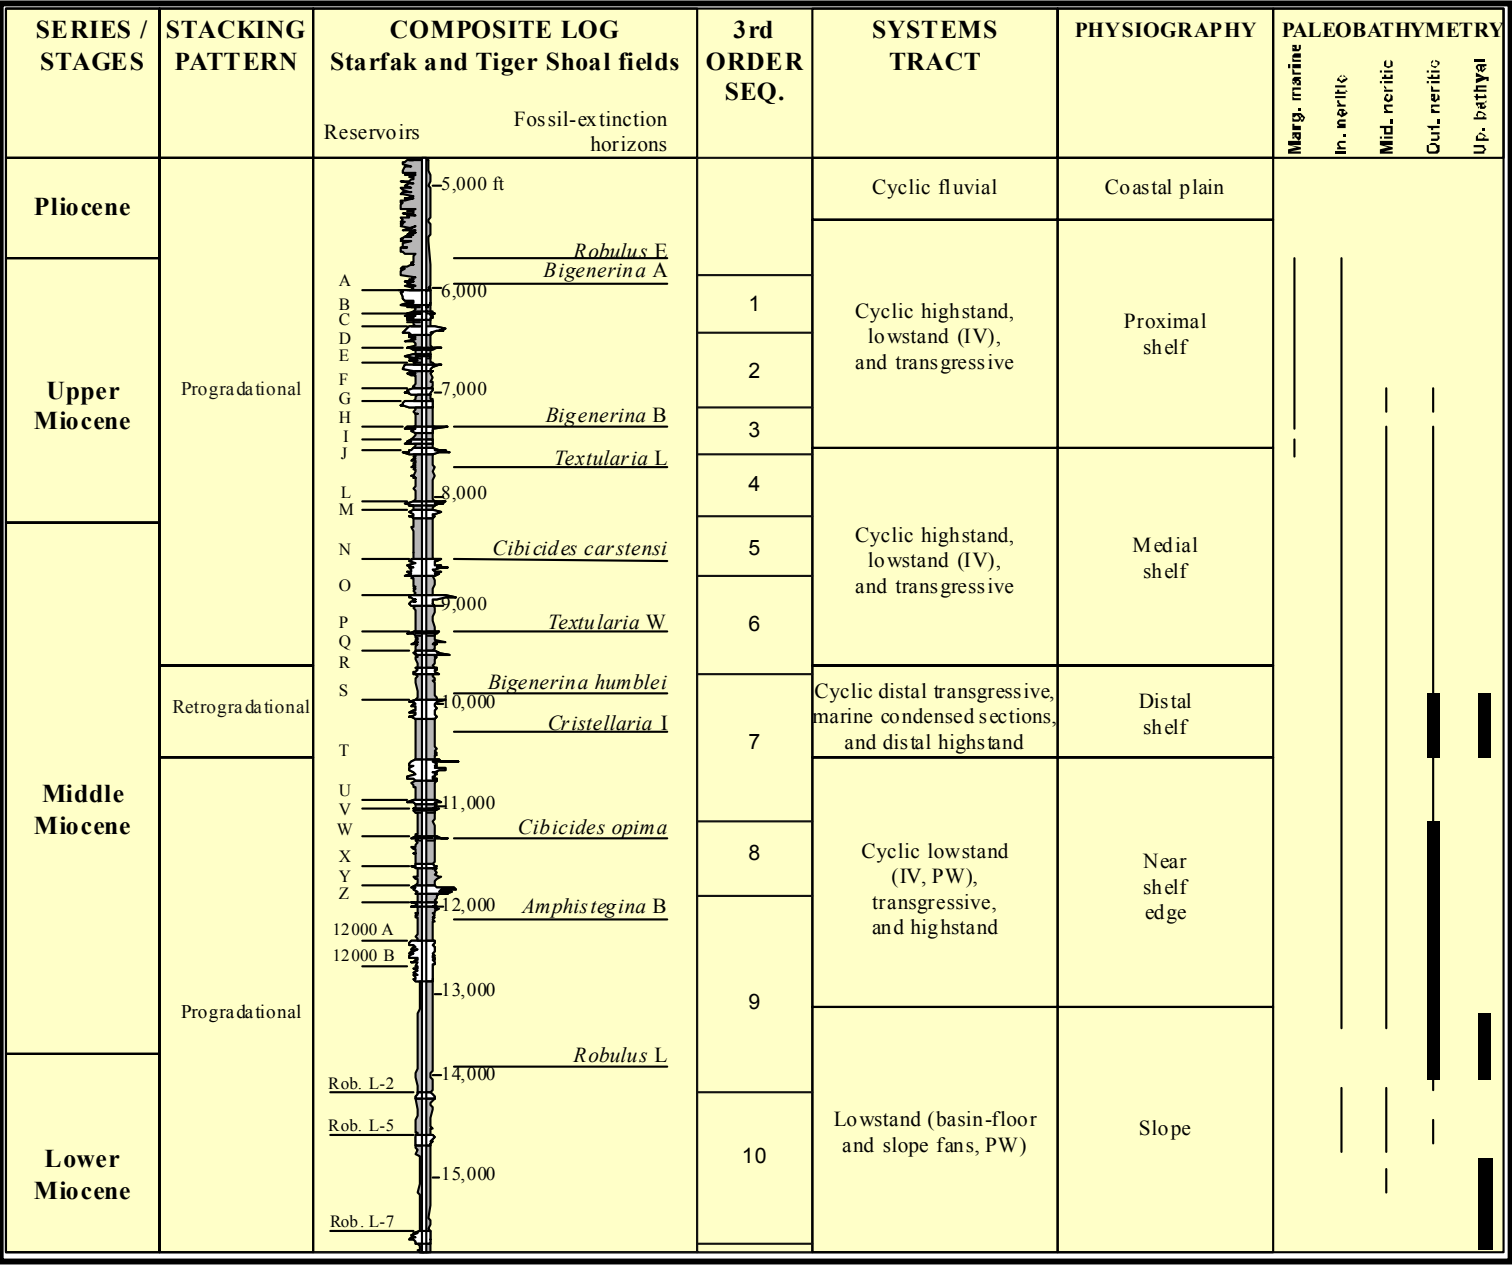 SERIES /
STAGES
STACKING
PATTERN
COMPOSITE LOG
Starfak and Tiger Shoal fields
Reservoirs
Fossil-extinction
horizons
3rd
ORDER
SEQ.
SYSTEMS
TRACT
PHYSIOGRAPHY
PALEOBATHYMETRY
Marg. marine
In. neritic
Mid. neritic
Out. neritic
Up. bathyal
Pliocene
Upper
Miocene
Middle
Miocene
Lower
Miocene
Progradational
Retrogradational
Progradational
A
B
C
D
E
F
G
H
I
J
L
M
N
O
P
Q
R
S
T
U
V
W
X
Y
Z
12000 A
12000 B
Rob. L-2
Rob. L-5
Rob. L-7
5,000 ft
6,000
7,000
8,000
9,000
10,000
11,000
12,000
13,000
14,000
15,000
Robulus E
Bigenerina A
Bigenerina B
Textularia L
Cibicides carstensi
Textularia W
Bigenerina humblei
Cristellaria I
Cibicides opima
Amphistegina B
Robulus L
1
2
3
4
5
6
7
8
9
10
Cyclic fluvial
Cyclic highstand,
lowstand (IV),
and transgressive
Cyclic highstand,
lowstand (IV),
and transgressive
Cyclic distal transgressive,
marine condensed sections,
and distal highstand
Cyclic lowstand
(IV, PW),
transgressive,
and highstand
Lowstand (basin-floor
and slope fans, PW)
Coastal plain
Proximal
shelf
Medial
shelf
Distal
shelf
Near
shelf
edge
Slope